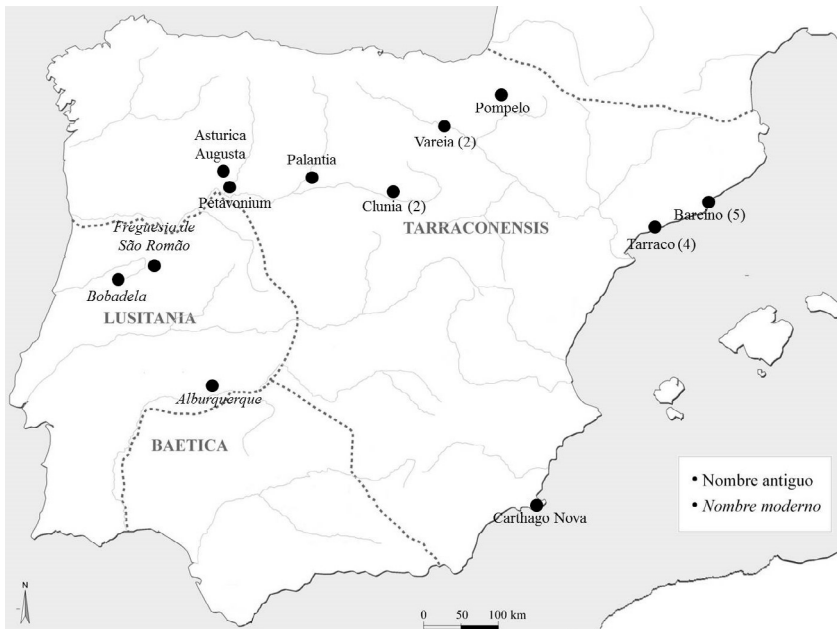 Pompelo
Vareia (2)
Asturica
Augusta
Palantia
Petavonium
Clunia (2)
Barcino (5)
Freguesia de
São Romão
TARRACONENSIS
Tarraco (4)
Bobadela
LUSITANIA
Alburquerque
BAETICA
• Nombre antiguo
• Nombre moderno
Carthago Nova
N
0 50 100 km